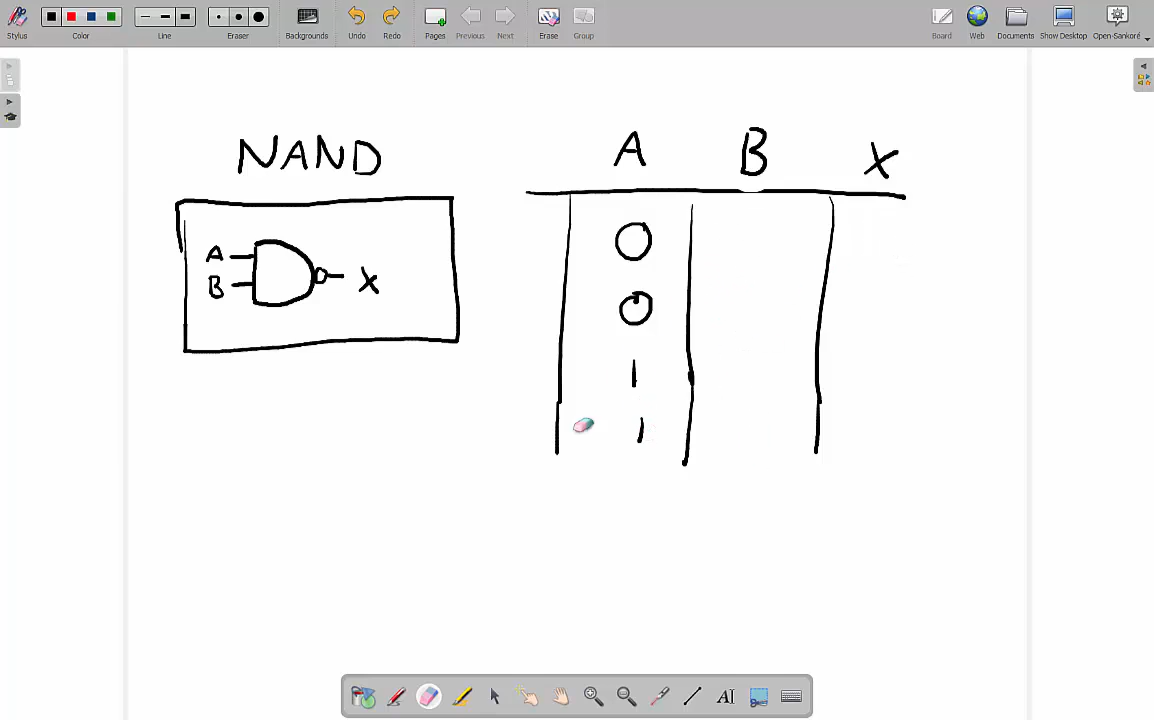 Stylus Color Line Eraser Backgrounds Undo Redo Pages Previous Next Erase Group Board Web Documents Show Desktop Open-Sankoré
NAND
A
B
X
A B X
0
0
1
1
AI